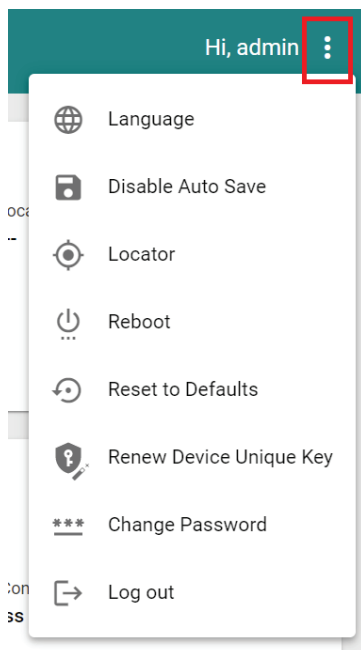 Hi, admin
Language
Disable Auto Save
Locator
Reboot
Reset to Defaults
Renew Device Unique Key
Change Password
Log out